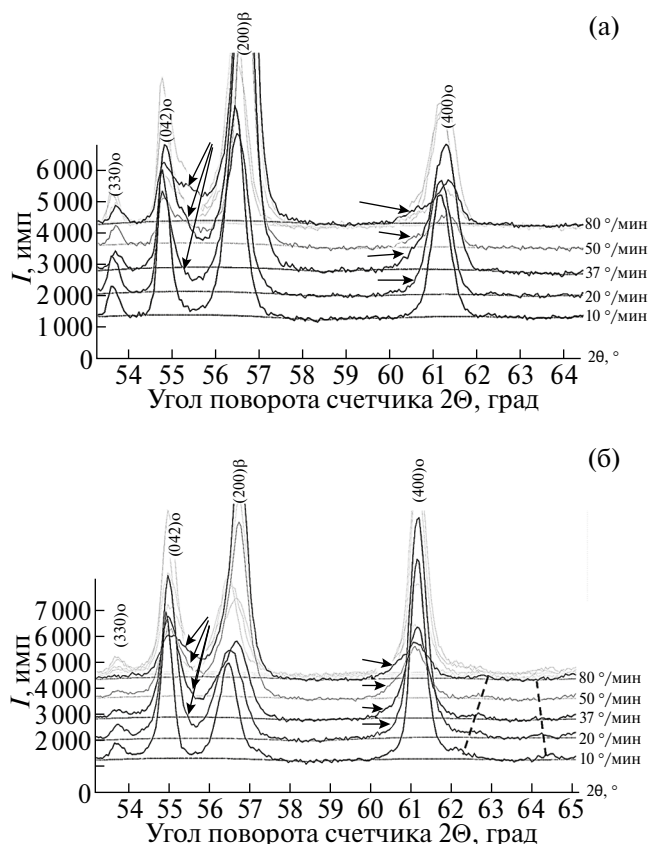 (а)
(200)β
(042)о
(400)о
(330)о
6 000
5 000
4 000
3 000
2 000
1 000
0
I, имп
80 °/мин
50 °/мин
37 °/мин
20 °/мин
10 °/мин
2θ, °
54 55 56 57 58 59 60 61 62 63 64
Угол поворота счетчика 2Θ, град
(б)
(200)β
(400)о
(042)о
(330)о
7 000
6 000
5 000
4 000
3 000
2 000
I, имп
80 °/мин
50 °/мин
37 °/мин
20 °/мин
10 °/мин
2θ, °
54 55 56 57 58 59 60 61 62 63 64 65
Угол поворота счетчика 2Θ, град